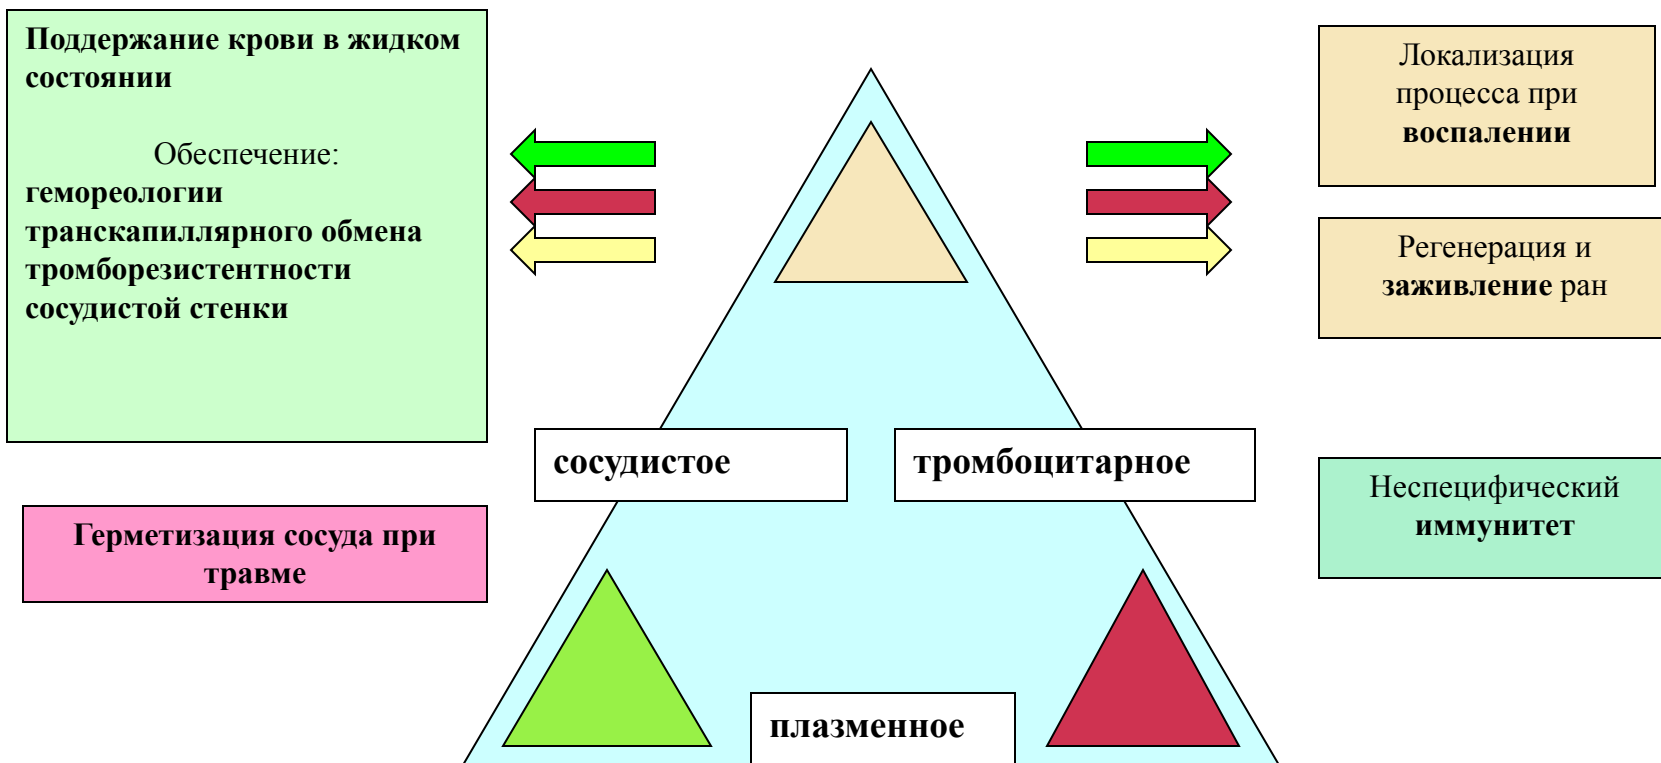 Поддержание крови в жидком
состоянии
Обеспечение:
гемореологии
транскапиллярного обмена
тромборезистентности
сосудистой стенки
Герметизация сосуда при
травме
сосудистое
тромбоцитарное
плазменное
Локализация
процесса при
воспалении
Регенерация и
заживление ран
Неспецифический
иммунитет